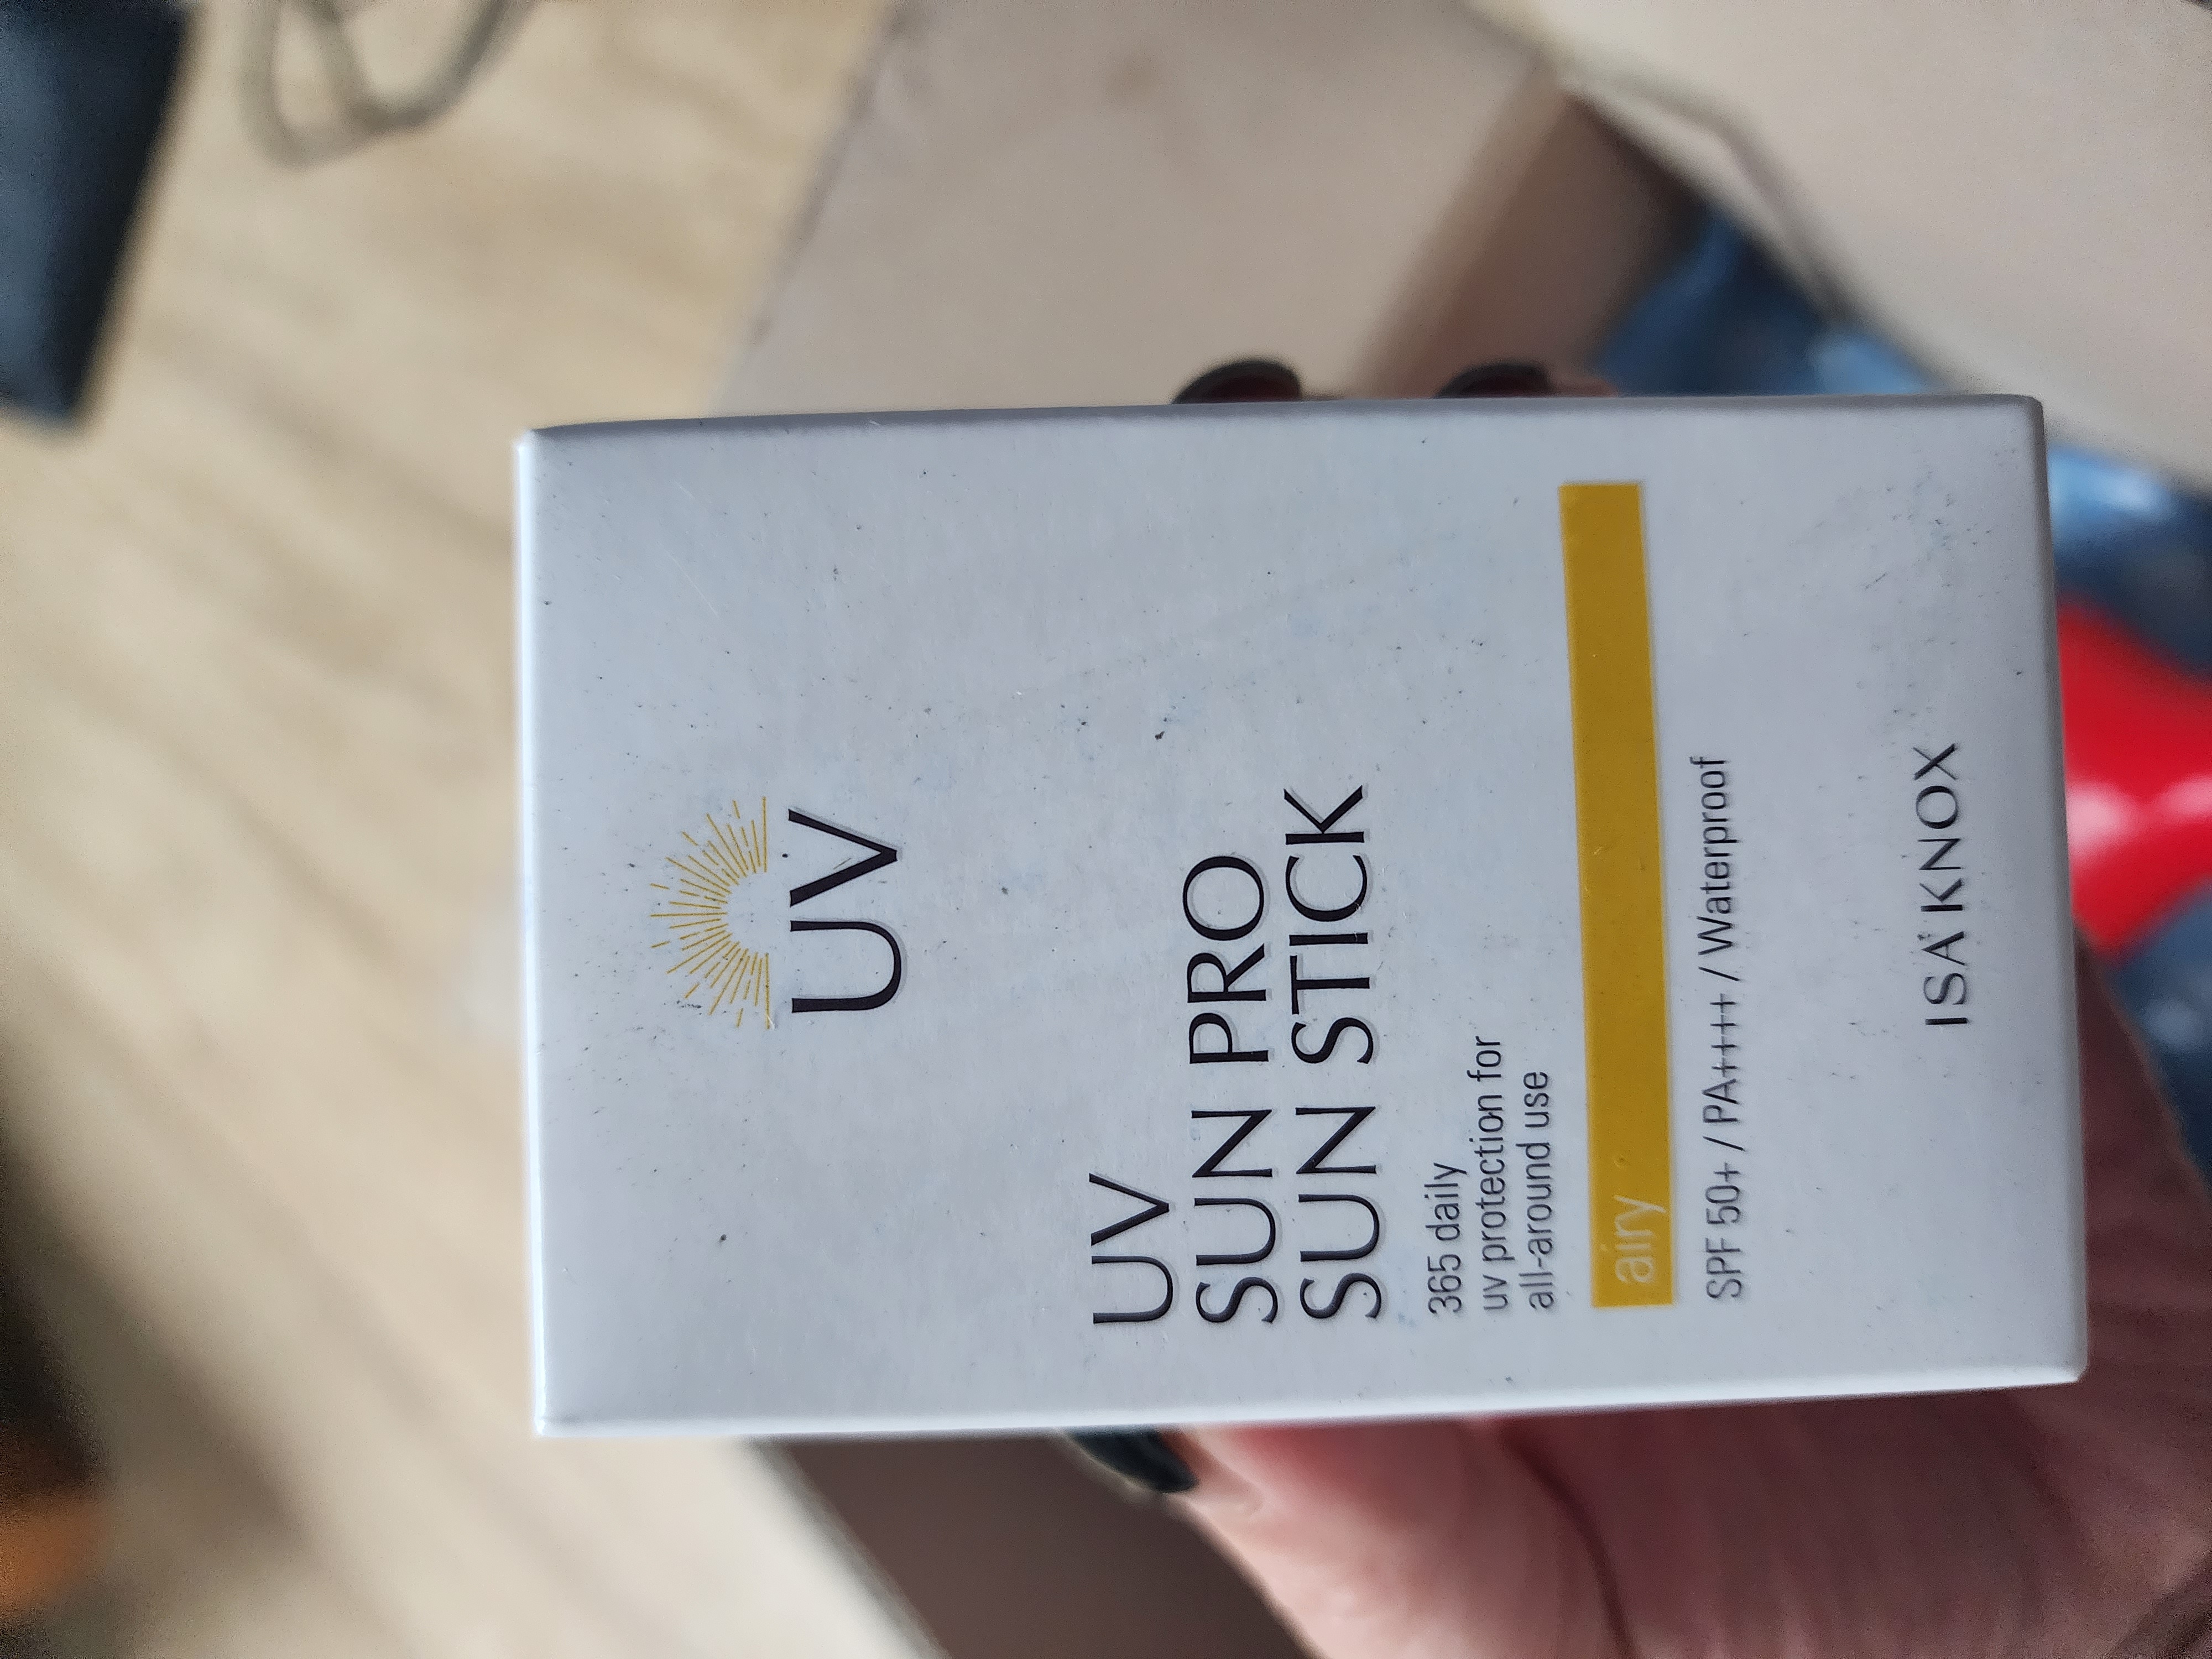 UV
UV
SUN PRO
SUN STICK
365 daily
uv protection for
all-around use
airy
SPF 50+ / PA++++ / Waterproof
ISA'KNOX